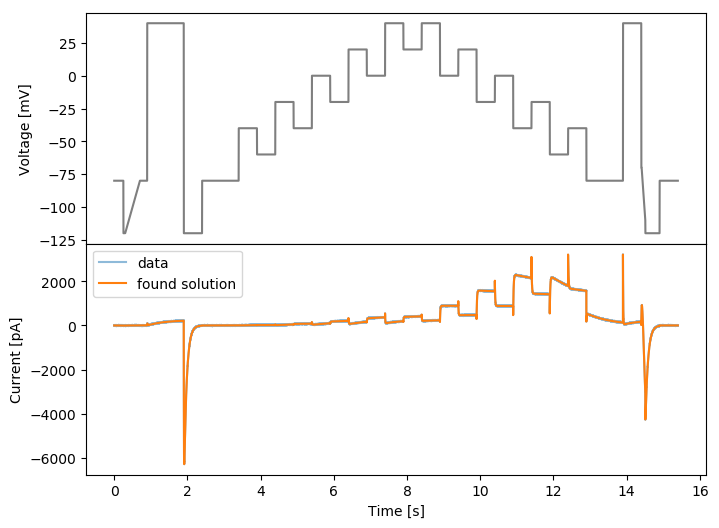 25
0
−25
−50
−75
−100
−125
Voltage [mV]
data
found solution
2000
0
−2000
−4000
−6000
Current [pA]
0 2 4 6 8 10 12 14 16
Time [s]